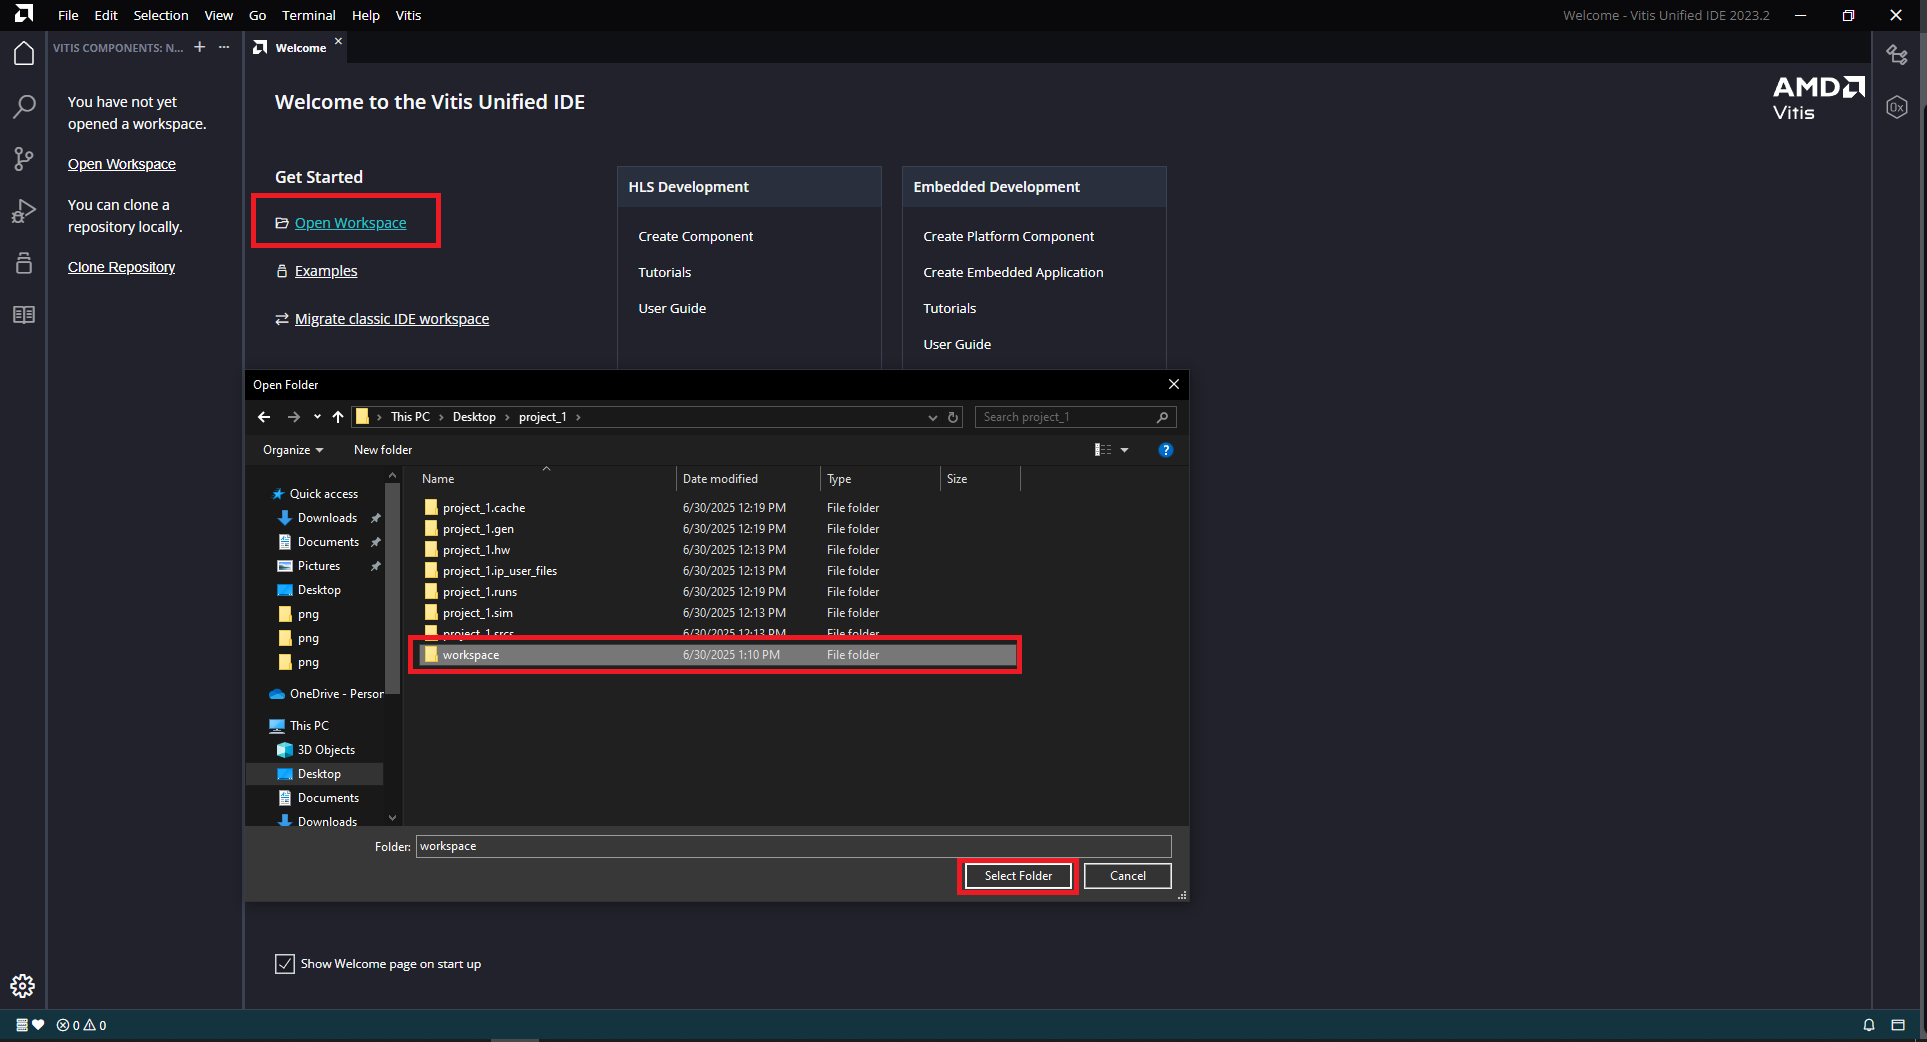 File Edit Selection View Go Terminal Help Vitis
Welcome - Vitis Unified IDE 2023.2
VITIS COMPONENTS: N...
Welcome
You have not yet
opened a workspace.
Open Workspace
You can clone a
repository locally.
Clone Repository
Welcome to the Vitis Unified IDE
AMD
Vitis
0x
Get Started
Open Workspace
Examples
Migrate classic IDE workspace
HLS Development
Create Component
Tutorials
User Guide
Embedded Development
Create Platform Component
Create Embedded Application
Tutorials
User Guide
Open Folder
This PC > Desktop > project_1 >
Search project_1
Organize
New folder
?
Quick access
Downloads
Documents
Pictures
Desktop
png
png
png
OneDrive - Person
This PC
3D Objects
Desktop
Documents
Downloads
Name Date modified Type Size
project_1.cache 6/30/2025 12:19 PM File folder
project_1.gen 6/30/2025 12:19 PM File folder
project_1.hw 6/30/2025 12:13 PM File folder
project_1.ip_user_files 6/30/2025 12:13 PM File folder
project_1.runs 6/30/2025 12:19 PM File folder
project_1.sim 6/30/2025 12:13 PM File folder
project_1.srcs 6/30/2025 12:13 PM File folder
workspace 6/30/2025 1:10 PM File folder
Folder: workspace
Select Folder
Cancel
Show Welcome page on start up
0 0